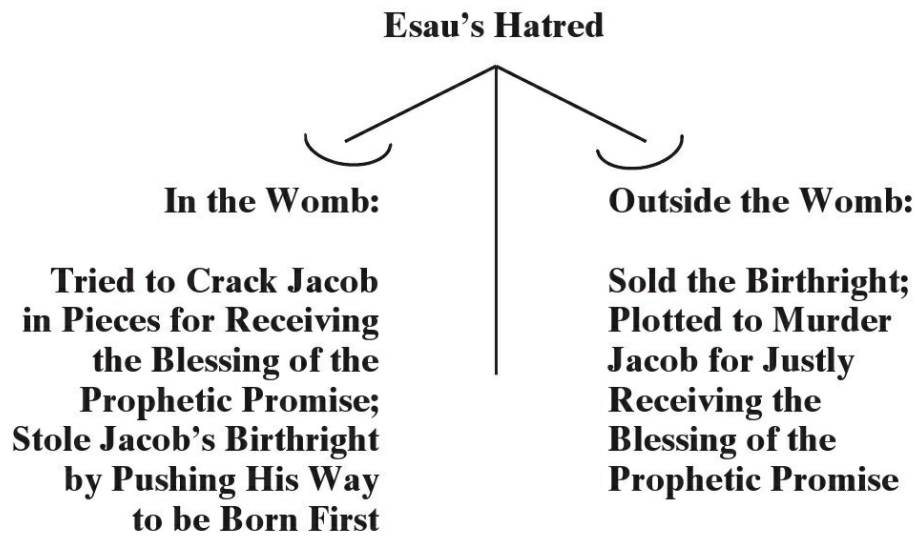 Esau’s Hatred
In the Womb:
Tried to Crack Jacob
in Pieces for Receiving
the Blessing of the
Prophetic Promise;
Stole Jacob’s Birthright
by Pushing His Way
to be Born First
Outside the Womb:
Sold the Birthright;
Plotted to Murder
Jacob for Justly
Receiving the
Blessing of the
Prophetic Promise